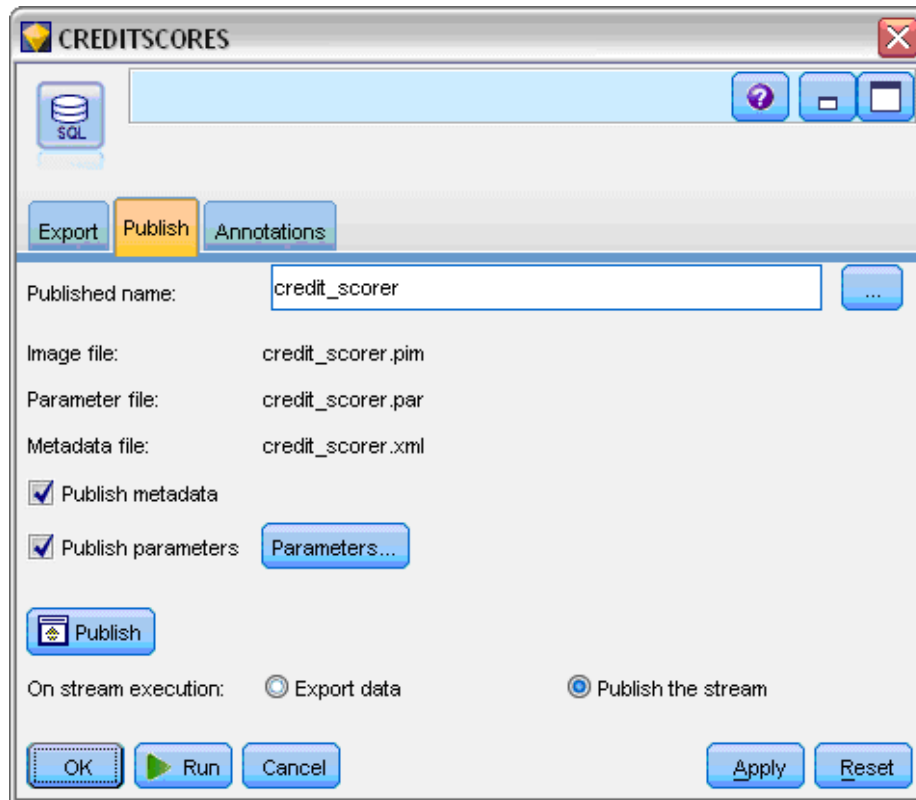 CREDITSCORES
SQL
Export Publish Annotations
Published name: credit_scorer ...
Image file: credit_scorer.pim
Parameter file: credit_scorer.par
Metadata file: credit_scorer.xml
Publish metadata
Publish parameters Parameters...
Publish
On stream execution: Export data Publish the stream
OK Run Cancel Apply Reset